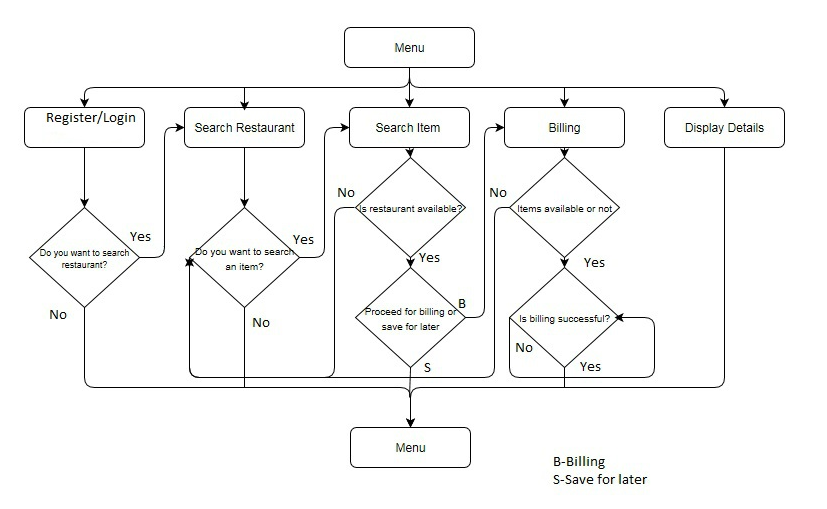 Menu
Register/Login
Search Restaurant
Search Item
Billing
Display Details
No
Is restaurant available?
No
Items available or not
Yes
Do you want to search
restaurant?
Yes
Do you want to search
an item?
Yes
Yes
No
No
B
Proceed for billing or
save for later
Is billing successful?
No
S
Yes
Menu
B-Billing
S-Save for later